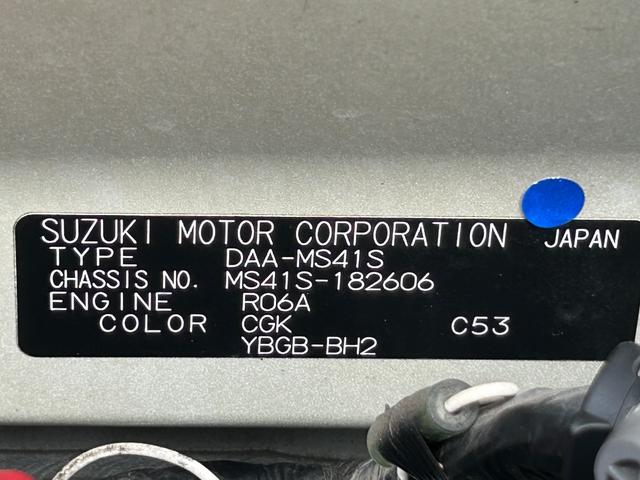 SUZUKI MOTOR CORPORATION JAPAN
TYPE DAA-MS41S
CHASSIS NO. MS41S-182606
ENGINE R06A
COLOR CGK C53
YBGB-BH2